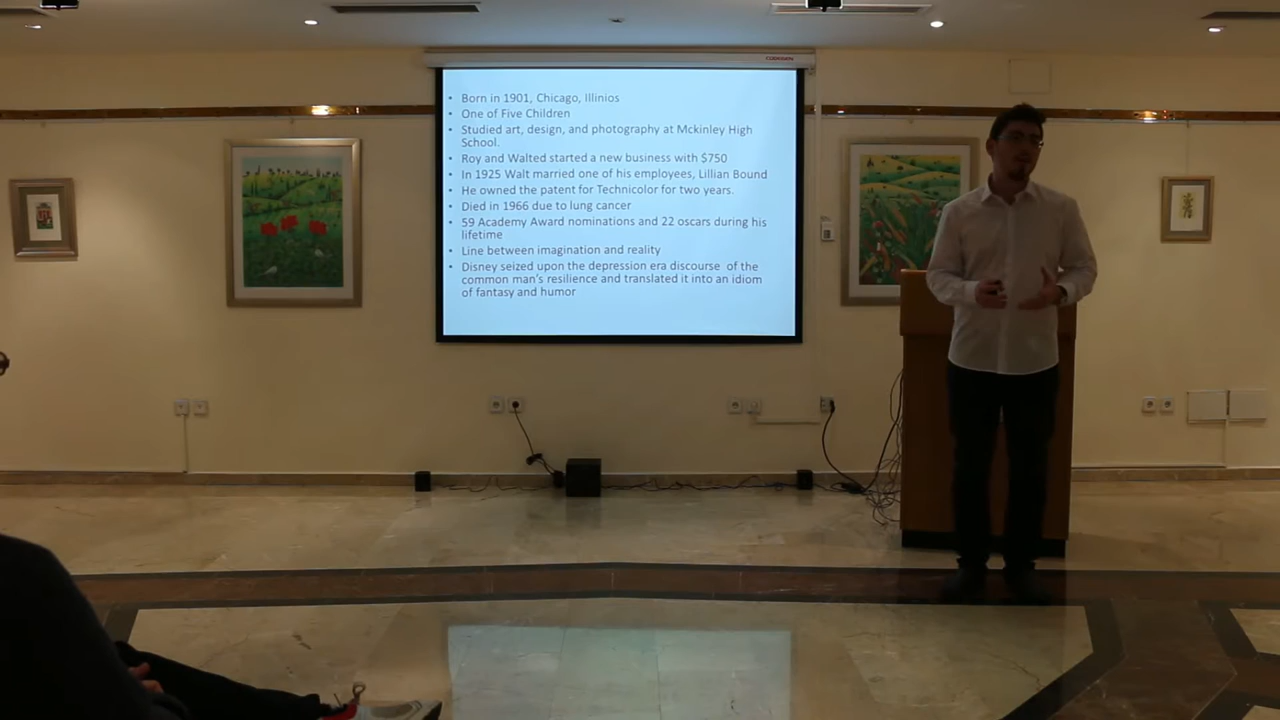 CODEGEN
• Born in 1901, Chicago, Illinios
• One of Five Children
• Studied art, design, and photography at Mckinley High
School.
• Roy and Walted started a new business with $750
• In 1925 Walt married one of his employees, Lillian Bound
• He owned the patent for Technicolor for two years.
• Died in 1966 due to lung cancer
• 59 Academy Award nominations and 22 oscars during his
lifetime
• Line between imagination and reality
• Disney seized upon the depression era discourse of the
common man's resilience and translated it into an idiom
of fantasy and humor